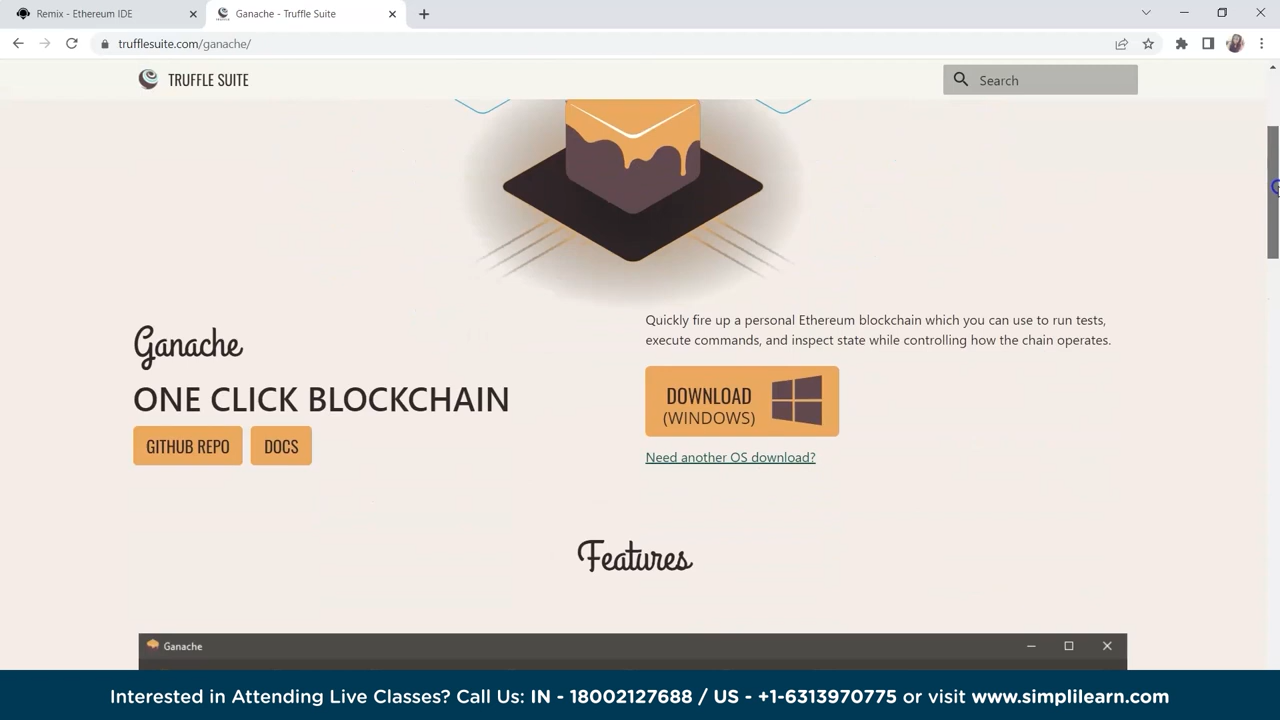 Remix - Ethereum IDE
Ganache - Truffle Suite
trufflesuite.com/ganache/
TRUFFLE SUITE
Search
Ganache
ONE CLICK BLOCKCHAIN
GITHUB REPO
DOCS
Quickly fire up a personal Ethereum blockchain which you can use to run tests,
execute commands, and inspect state while controlling how the chain operates.
DOWNLOAD
(WINDOWS)
Need another OS download?
Features
Ganache
Interested in Attending Live Classes? Call Us: IN - 18002127688 / US - +1-6313970775 or visit www.simplilearn.com